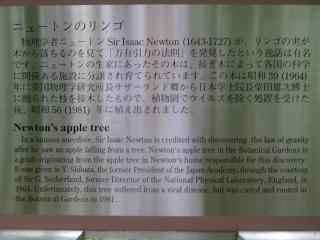 ニュートンのリンゴ
物理学者ニュートン Sir Isaac Newton (1643-1727) が、リンゴの実が
木から落ちるのを見て「万有引力の法則」を発見したという逸話は有名
です。ニュートンの生家にあったその木は、接ぎ木によって各国の科学
に関係ある施設に分譲され育てられています。この木は昭和39 (1964)
年に英国物理学研究所長サザーランド卿から日本学士院長柴田雄次博士
に贈られた枝を接木したもので、植物園でウイルスを除く処置を受けた
後、昭和56 (1981) 年に植え出されました。
Newton's apple tree
In a famous anecdote, Sir Isaac Newton is credited with discovering the law of gravity
after he saw an apple falling from a tree. Newton's apple tree in the Botanical Gardens is
a graft originating from the apple tree in Newton's home responsible for this discovery.
It was given to Y. Shibata, the former President of the Japan Academy, through the courtesy
of Sir G. Sutherland, former Director of the National Physical Laboratory, England, in
1964. Unfortunately, this tree suffered from a viral disease, but was cured and rooted in
the Botanical Gardens in 1981.